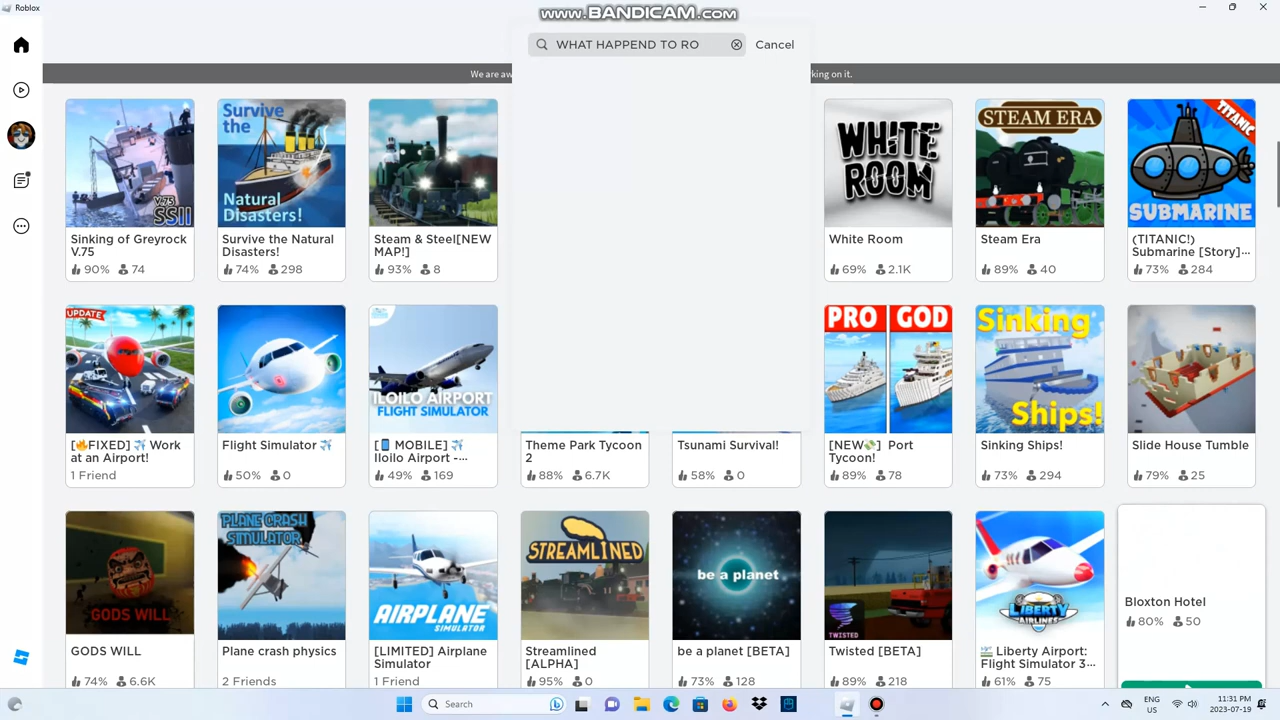 Roblox
www.BANDICAM.com
WHAT HAPPEND TO RO
Cancel
We are aw
rking on it.
V.75
SSII
Sinking of Greyrock V.75
90% 74
Survive the Natural Disasters!
Survive the Natural Disasters!
74% 298
Steam & Steel[NEW MAP!]
93% 8
WHITE ROOM
White Room
69% 2.1K
STEAM ERA
Steam Era
89% 40
TITANIC
SUBMARINE
(TITANIC!) Submarine [Story]...
73% 284
UPDATE
[🔥FIXED] ✈️ Work at an Airport!
1 Friend
Flight Simulator ✈️
50% 0
ILOILO AIRPORT
FLIGHT SIMULATOR
[📱 MOBILE] ✈️ Iloilo Airport -...
49% 169
Theme Park Tycoon 2
88% 6.7K
Tsunami Survival!
58% 0
PRO GOD
[NEW💸] Port Tycoon!
89% 78
Sinking Ships!
Sinking Ships!
73% 294
Slide House Tumble
79% 25
GODS WILL
GODS WILL
74% 6.6K
PLANE CRASH SIMULATOR
Plane crash physics
2 Friends
AIRPLANE SIMULATOR
[LIMITED] Airplane Simulator
1 Friend
STREAMLINED
Streamlined [ALPHA]
95% 0
be a planet
be a planet [BETA]
73% 128
TWISTED
Twisted [BETA]
89% 218
LIBERTY AIRLINES
🛫 Liberty Airport: Flight Simulator 3...
61% 75
Bloxton Hotel
80% 50
Search
ENG
US
11:31 PM
2023-07-19